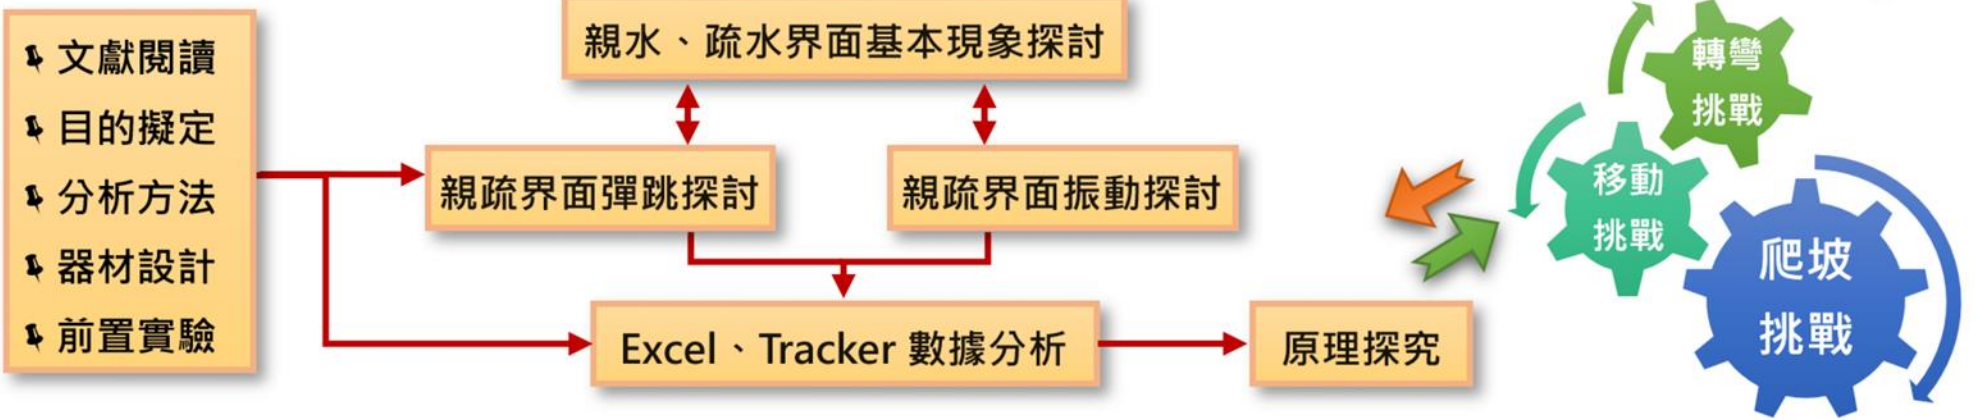 文獻閱讀
目的擬定
分析方法
器材設計
前置實驗
親水、疏水界面基本現象探討
親疏界面彈跳探討
親疏界面振動探討
Excel、Tracker 數據分析
原理探究
轉彎
挑戰
移動
挑戰
爬坡
挑戰